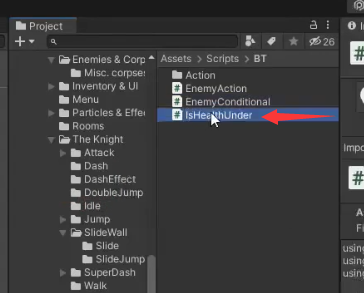 Project
26
Enemies & Corp
Misc. corpses
Inventory & UI
Menu
Particles & Effe
Rooms
The Knight
Attack
Dash
DashEffect
DoubleJump
Idle
Jump
SlideWall
Slide
SlideJump
SuperDash
Walk
Assets > Scripts > BT
Action
EnemyAction
EnemyConditional
IsHealthUnder
Impo
A
Fi
using
using
using